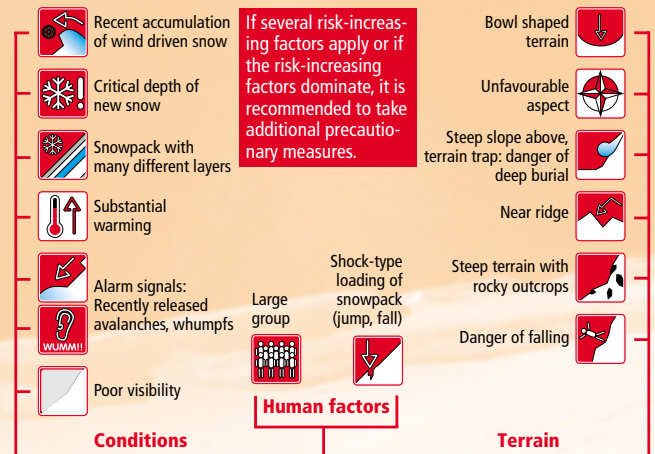 Recent accumulation
of wind driven snow
Critical depth of
new snow
Snowpack with
many different layers
Substantial
warming
Alarm signals:
Recently released
avalanches, whumpfs
WUMM!!
Poor visibility
Conditions
If several risk-increas-
ing factors apply or if
the risk-increasing
factors dominate, it is
recommended to take
additional precautio-
nary measures.
Large
group
Shock-type
loading of
snowpack
(jump, fall)
Human factors
Bowl shaped
terrain
Unfavourable
aspect
Steep slope above,
terrain trap: danger of
deep burial
Near ridge
Steep terrain with
rocky outcrops
Danger of falling
Terrain